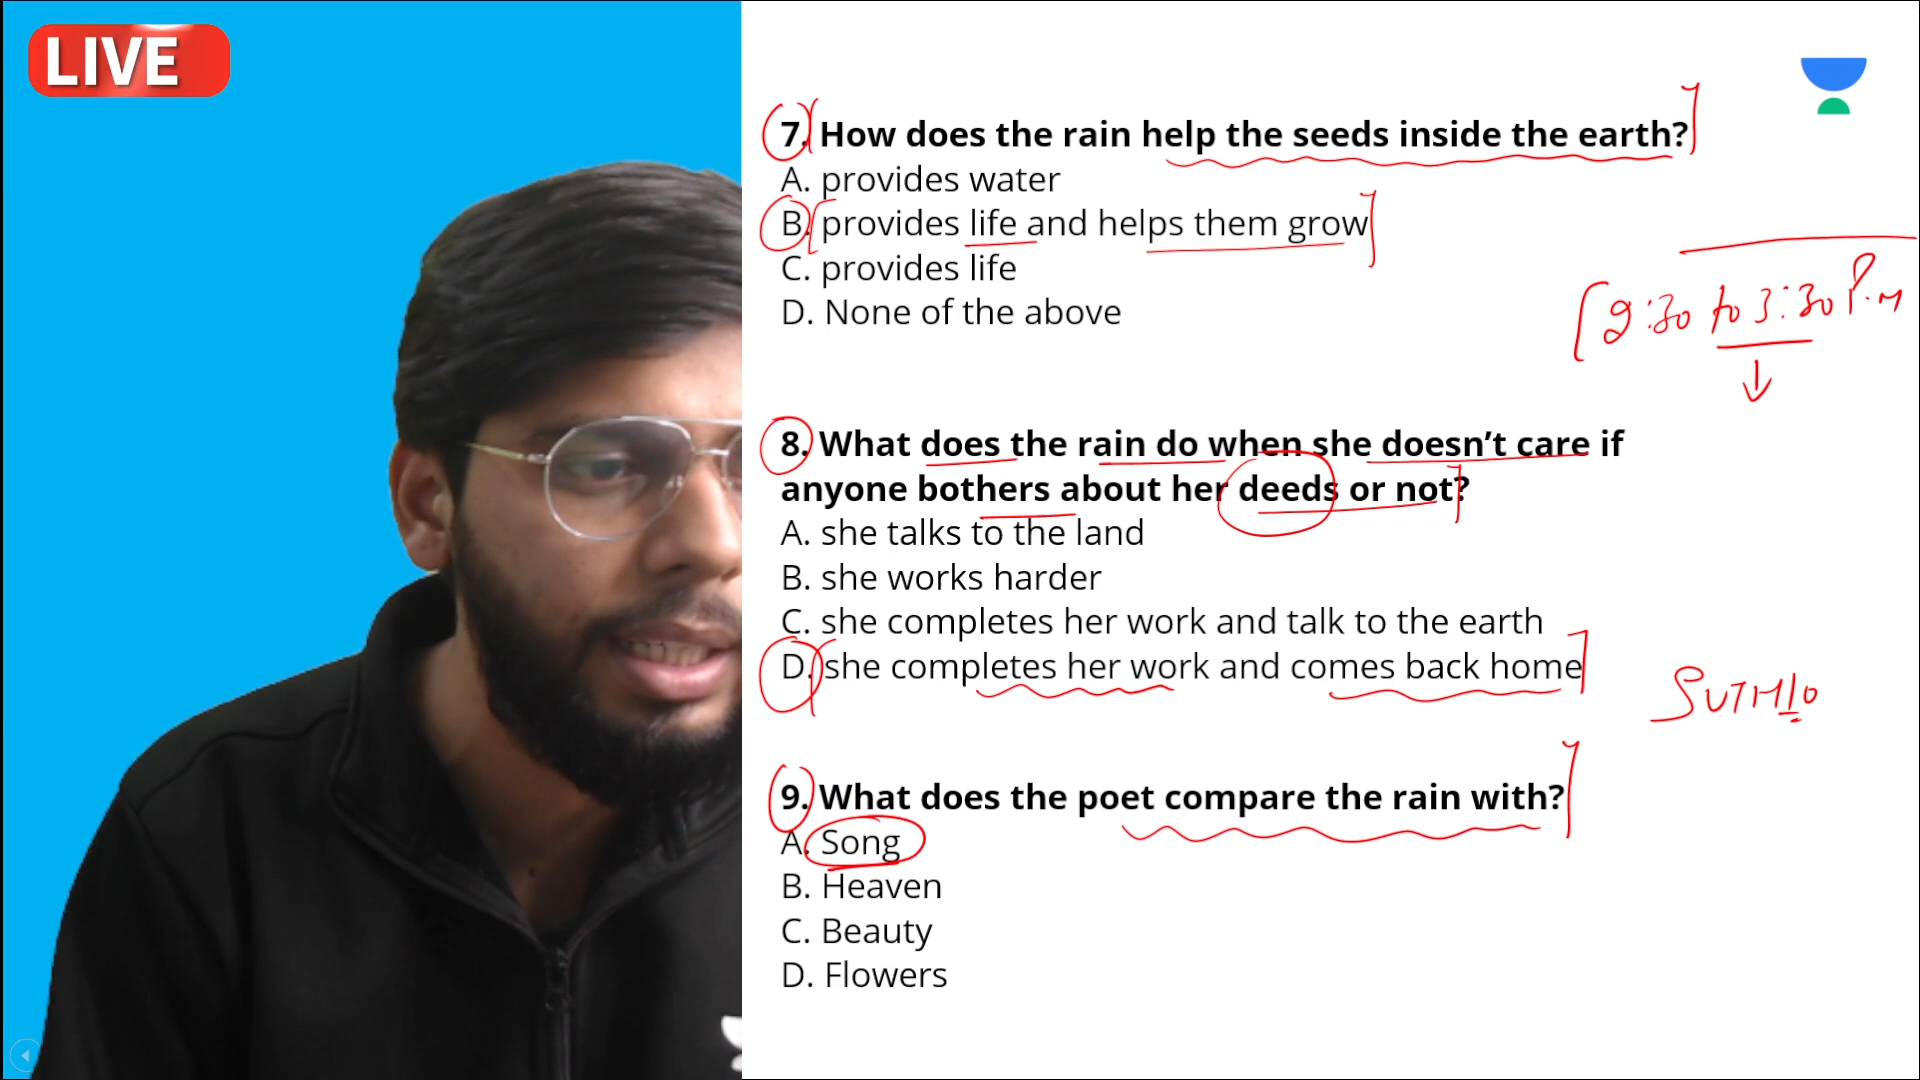 LIVE
7. How does the rain help the seeds inside the earth?
A. provides water
B. provides life and helps them grow
C. provides life
D. None of the above
2:30 to 3:30 P.M
8. What does the rain do when she doesn’t care if
anyone bothers about her deeds or not?
A. she talks to the land
B. she works harder
C. she completes her work and talk to the earth
D. she completes her work and comes back home
SUTH10
9. What does the poet compare the rain with?
A. Song
B. Heaven
C. Beauty
D. Flowers